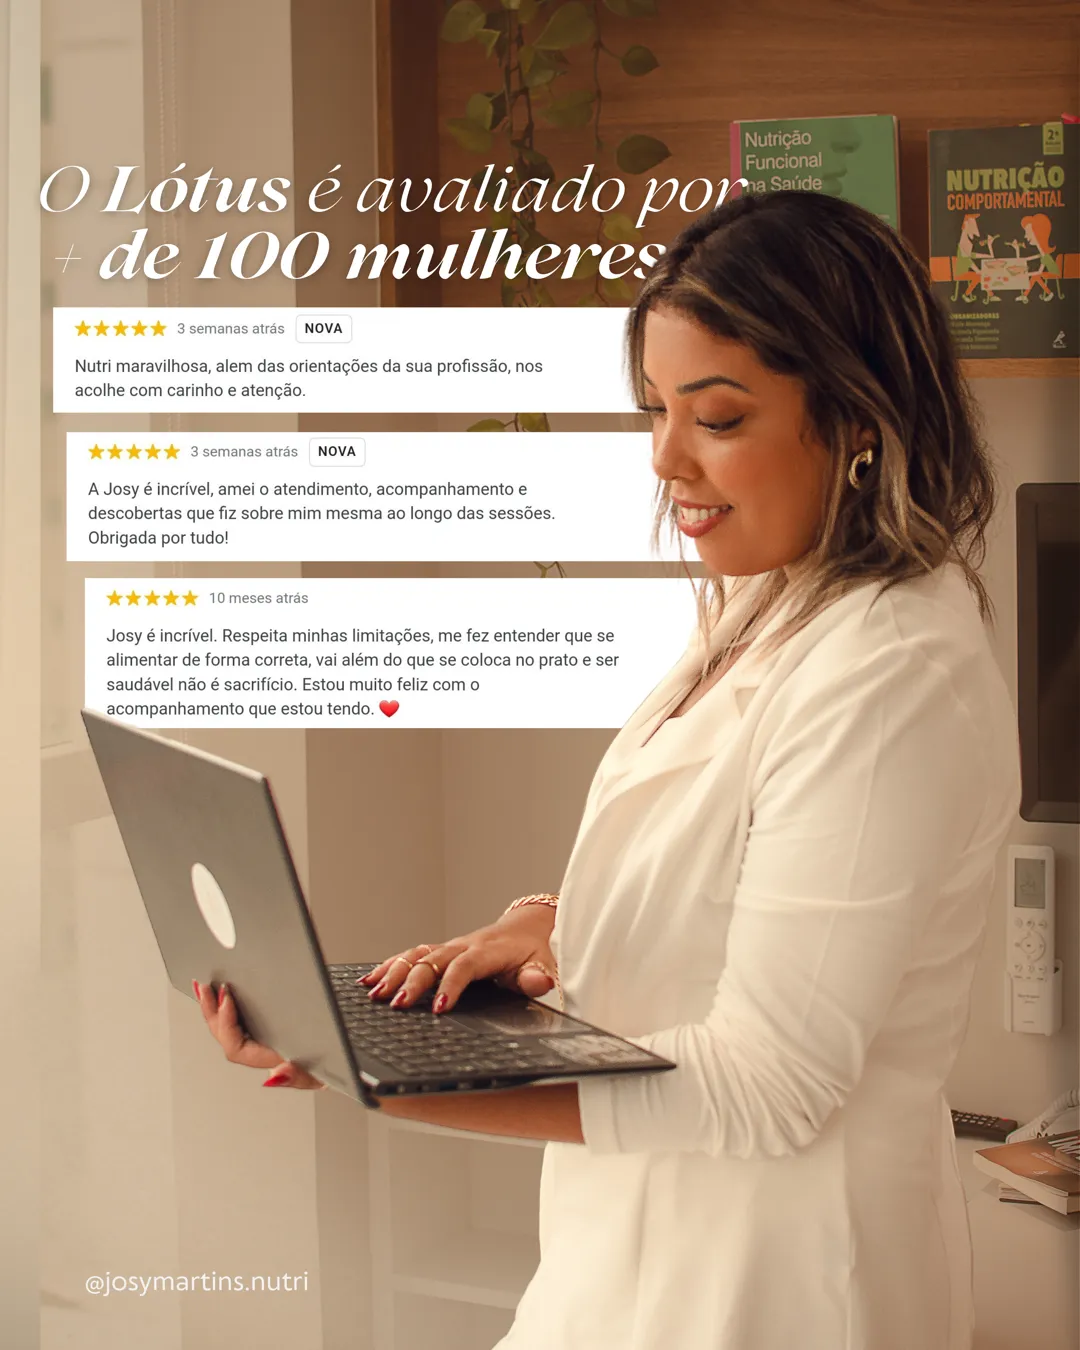 O Lótus é avaliado por
+ de 100 mulheres
Nutrição
Funcional
na Saúde
2ª
NUTRIÇÃO
COMPORTAMENTAL
ORGANIZADORAS
3 semanas atrás NOVA
Nutri maravilhosa, alem das orientações da sua profissão, nos
acolhe com carinho e atenção.
3 semanas atrás NOVA
A Josy é incrível, amei o atendimento, acompanhamento e
descobertas que fiz sobre mim mesma ao longo das sessões.
Obrigada por tudo!
10 meses atrás
Josy é incrível. Respeita minhas limitações, me fez entender que se
alimentar de forma correta, vai além do que se coloca no prato e ser
saudável não é sacrifício. Estou muito feliz com o
acompanhamento que estou tendo. ❤️
@josymartins.nutri